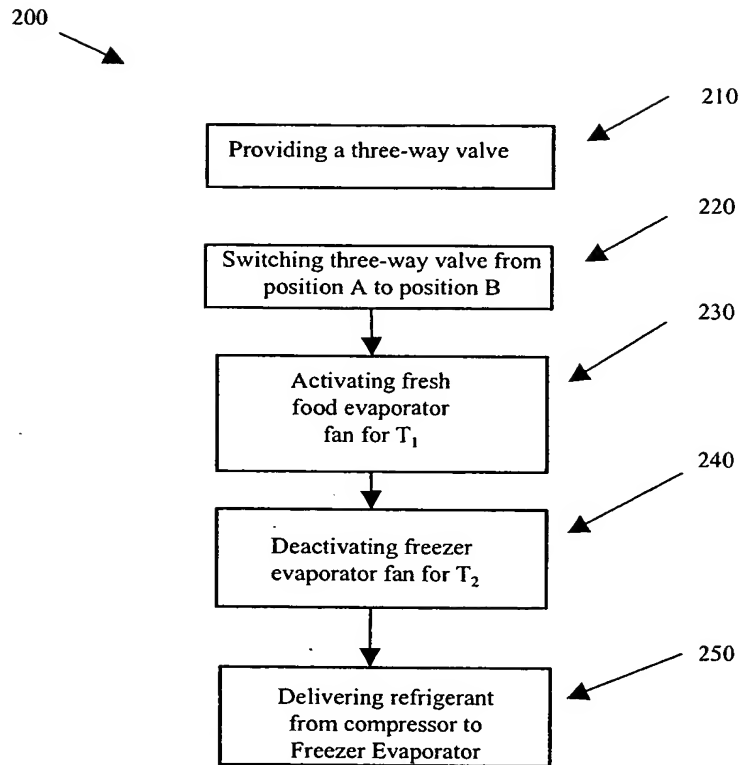 200
210
Providing a three-way valve
220
Switching three-way valve from
position A to position B
230
Activating fresh
food evaporator
fan for T₁
240
Deactivating freezer
evaporator fan for T₂
250
Delivering refrigerant
from compressor to
Freezer Evaporator